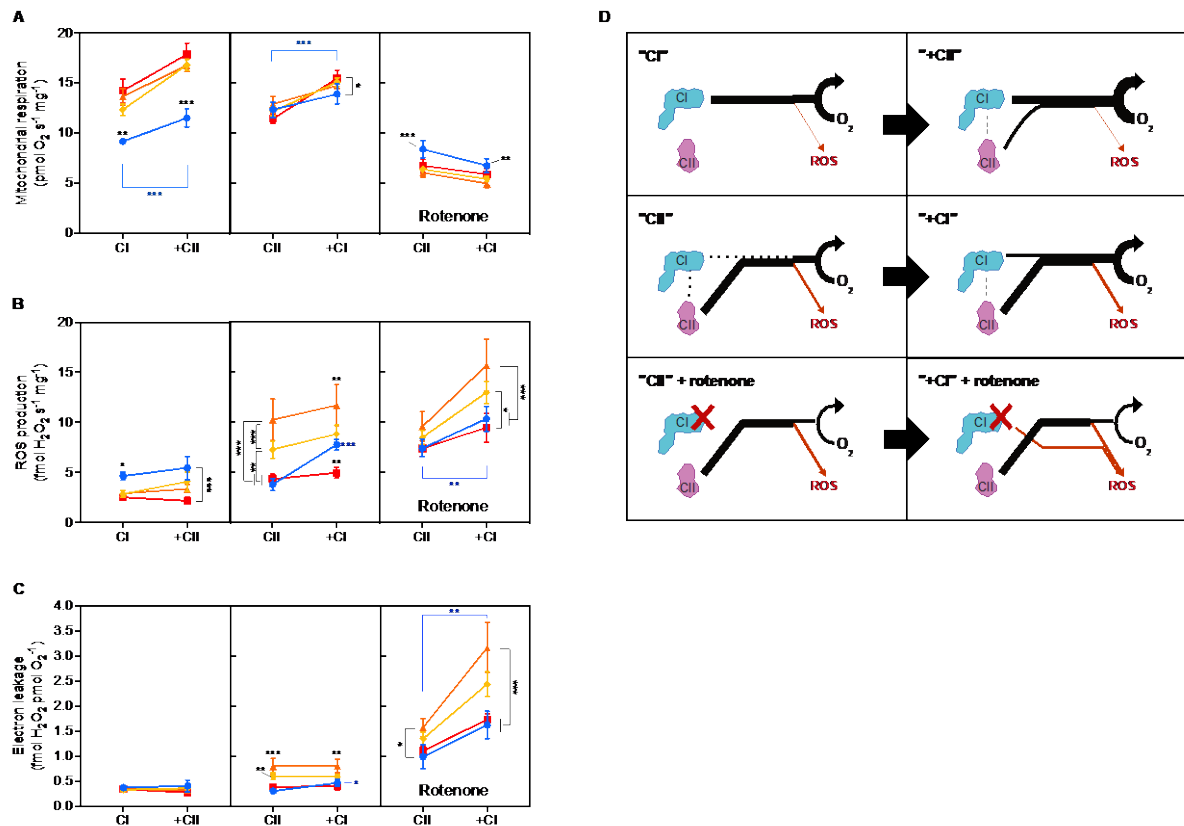 A
Mitochondrial respiration
(pmol O₂ s⁻¹ mg⁻¹)
20
15
10
5
0
**
***
***
***
*
***
**
Rotenone
CI
+CII
CII
+CI
CII
+CI
B
ROS production
(fmol H₂O₂ s⁻¹ mg⁻¹)
20
15
10
5
0
*
***
***
***
**
**
***
**
*
***
**
Rotenone
CI
+CII
CII
+CI
CII
+CI
C
Electron leakage
(fmol H₂O₂ pmol O₂⁻¹)
4.0
3.5
3.0
2.5
2.0
1.5
1.0
0.5
0.0
***
**
**
*
**
*
***
Rotenone
CI
+CII
CII
+CI
CII
+CI
D
"CI"
CI
CII
O₂
ROS
"+CII"
CI
CII
O₂
ROS
"CII"
CI
CII
O₂
ROS
"+CI"
CI
CII
O₂
ROS
"CII" + rotenone
CI
CII
O₂
ROS
"+CI" + rotenone
CI
CII
O₂
ROS